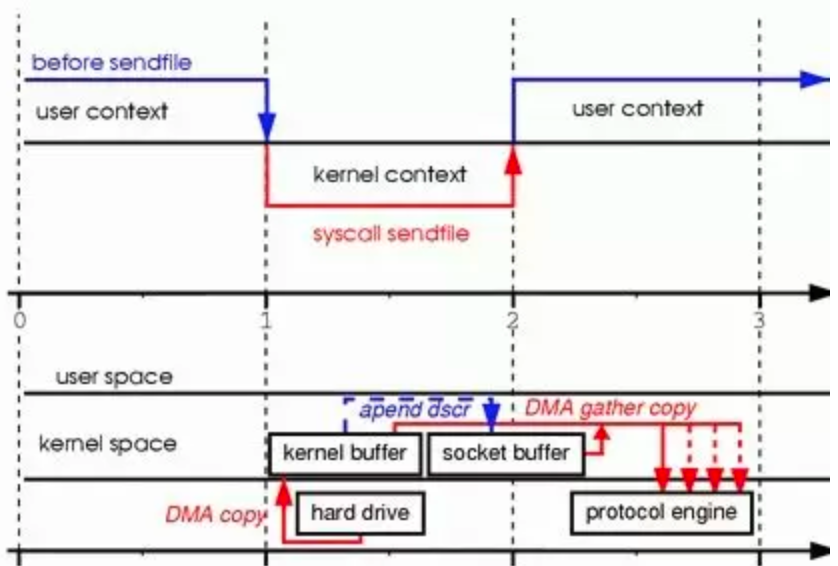 before sendfile
user context
user context
kernel context
syscall sendfile
0 1 2 3
user space
apend dscr
DMA gather copy
kernel space
kernel buffer
socket buffer
DMA copy
hard drive
protocol engine